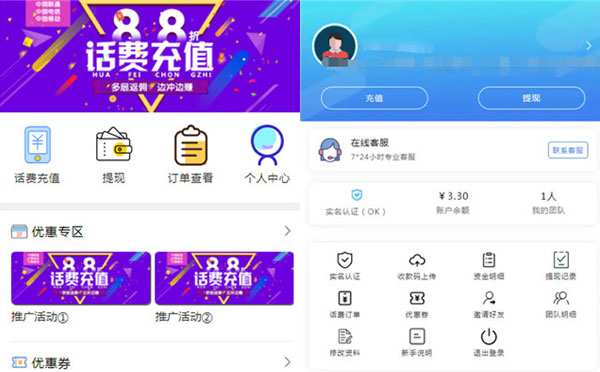 中国联通
中国电信
中国移动
8.8折
话费充值
HUA FEI CHON GZHI
多层返佣 边冲边赚
话费充值
提现
订单查看
个人中心
优惠专区
8.8
话费充值
8.8
话费充值
推广活动①
推广活动②
优惠券
充值
提现
在线客服
7*24小时专业客服
联系客服
¥ 3.30
1人
实名认证（OK）
账户余额
我的团队
实名认证
收款码上传
资金明细
提现记录
话费订单
优惠券
邀请好友
团队明细
修改资料
新手说明
退出登录